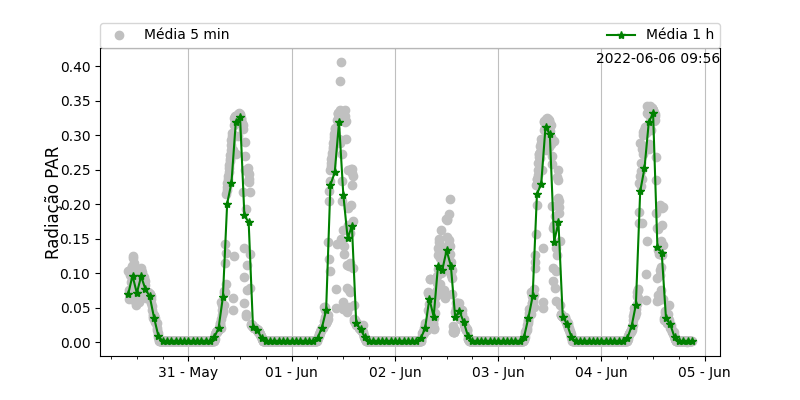 Média 5 min
Média 1 h
2022-06-06 09:56
Radiação PAR
0.40
0.35
0.30
0.25
0.20
0.15
0.10
0.05
0.00
31 - May
01 - Jun
02 - Jun
03 - Jun
04 - Jun
05 - Jun